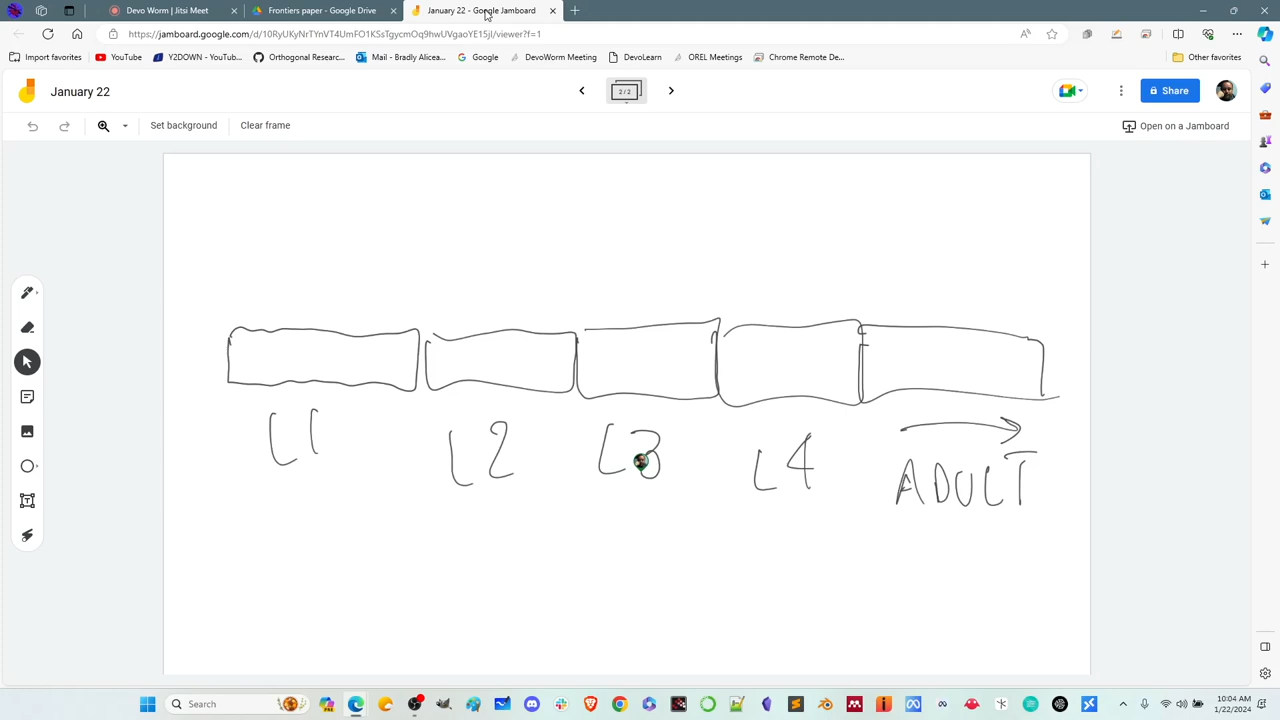 Devo Worm | Jitsi Meet
Frontiers paper - Google Drive
January 22 - Google Jamboard
https://jamboard.google.com/d/10RyUKyNrTYnVT4UmFO1KSsTgycmOq9hwUVgaoYE15jI/viewer?f=1
Import favorites
YouTube
Y2DOWN - YouTub...
Orthogonal Researc...
Mail - Bradly Alicea...
Google
DevoWorm Meeting
DevoLearn
OREL Meetings
Chrome Remote De...
Other favorites
January 22
2 / 2
Share
Set background
Clear frame
Open on a Jamboard
L1
L2
L3
L4
ADULT
Search
10:04 AM
1/22/2024